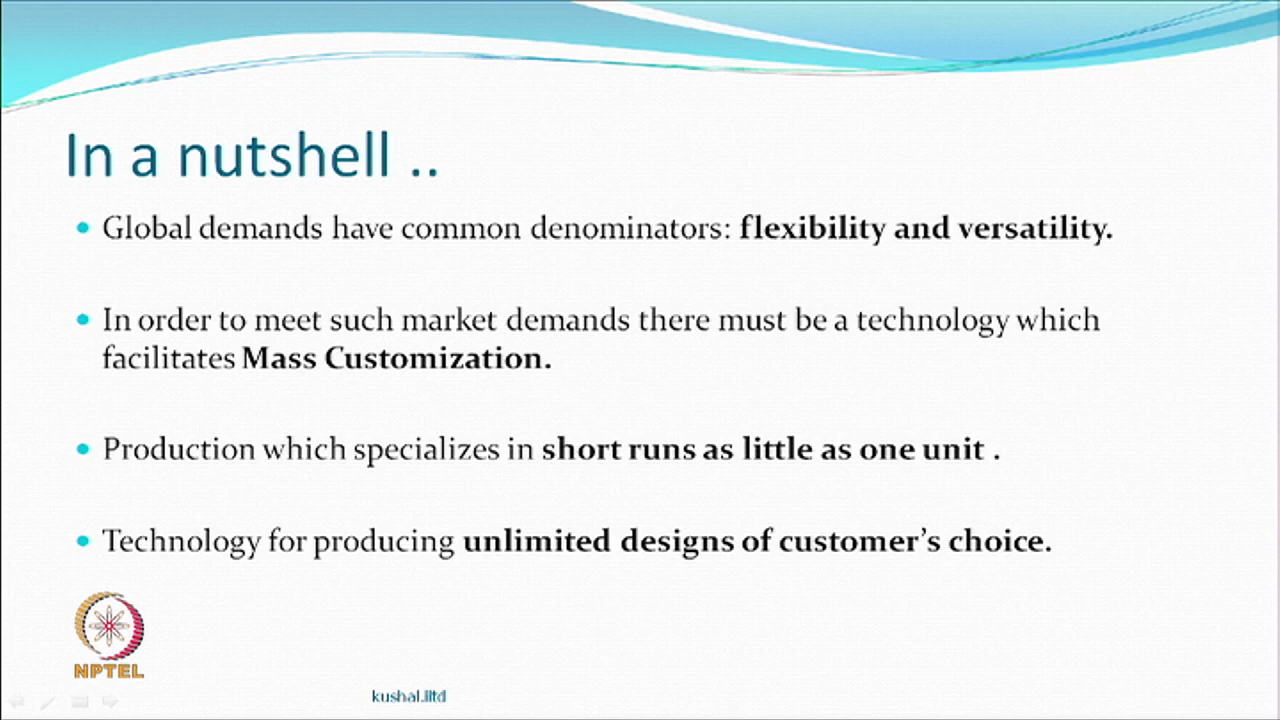 In a nutshell ..
Global demands have common denominators: flexibility and versatility.
In order to meet such market demands there must be a technology which
facilitates Mass Customization.
Production which specializes in short runs as little as one unit .
Technology for producing unlimited designs of customer’s choice.
NPTEL
kushal.iitd